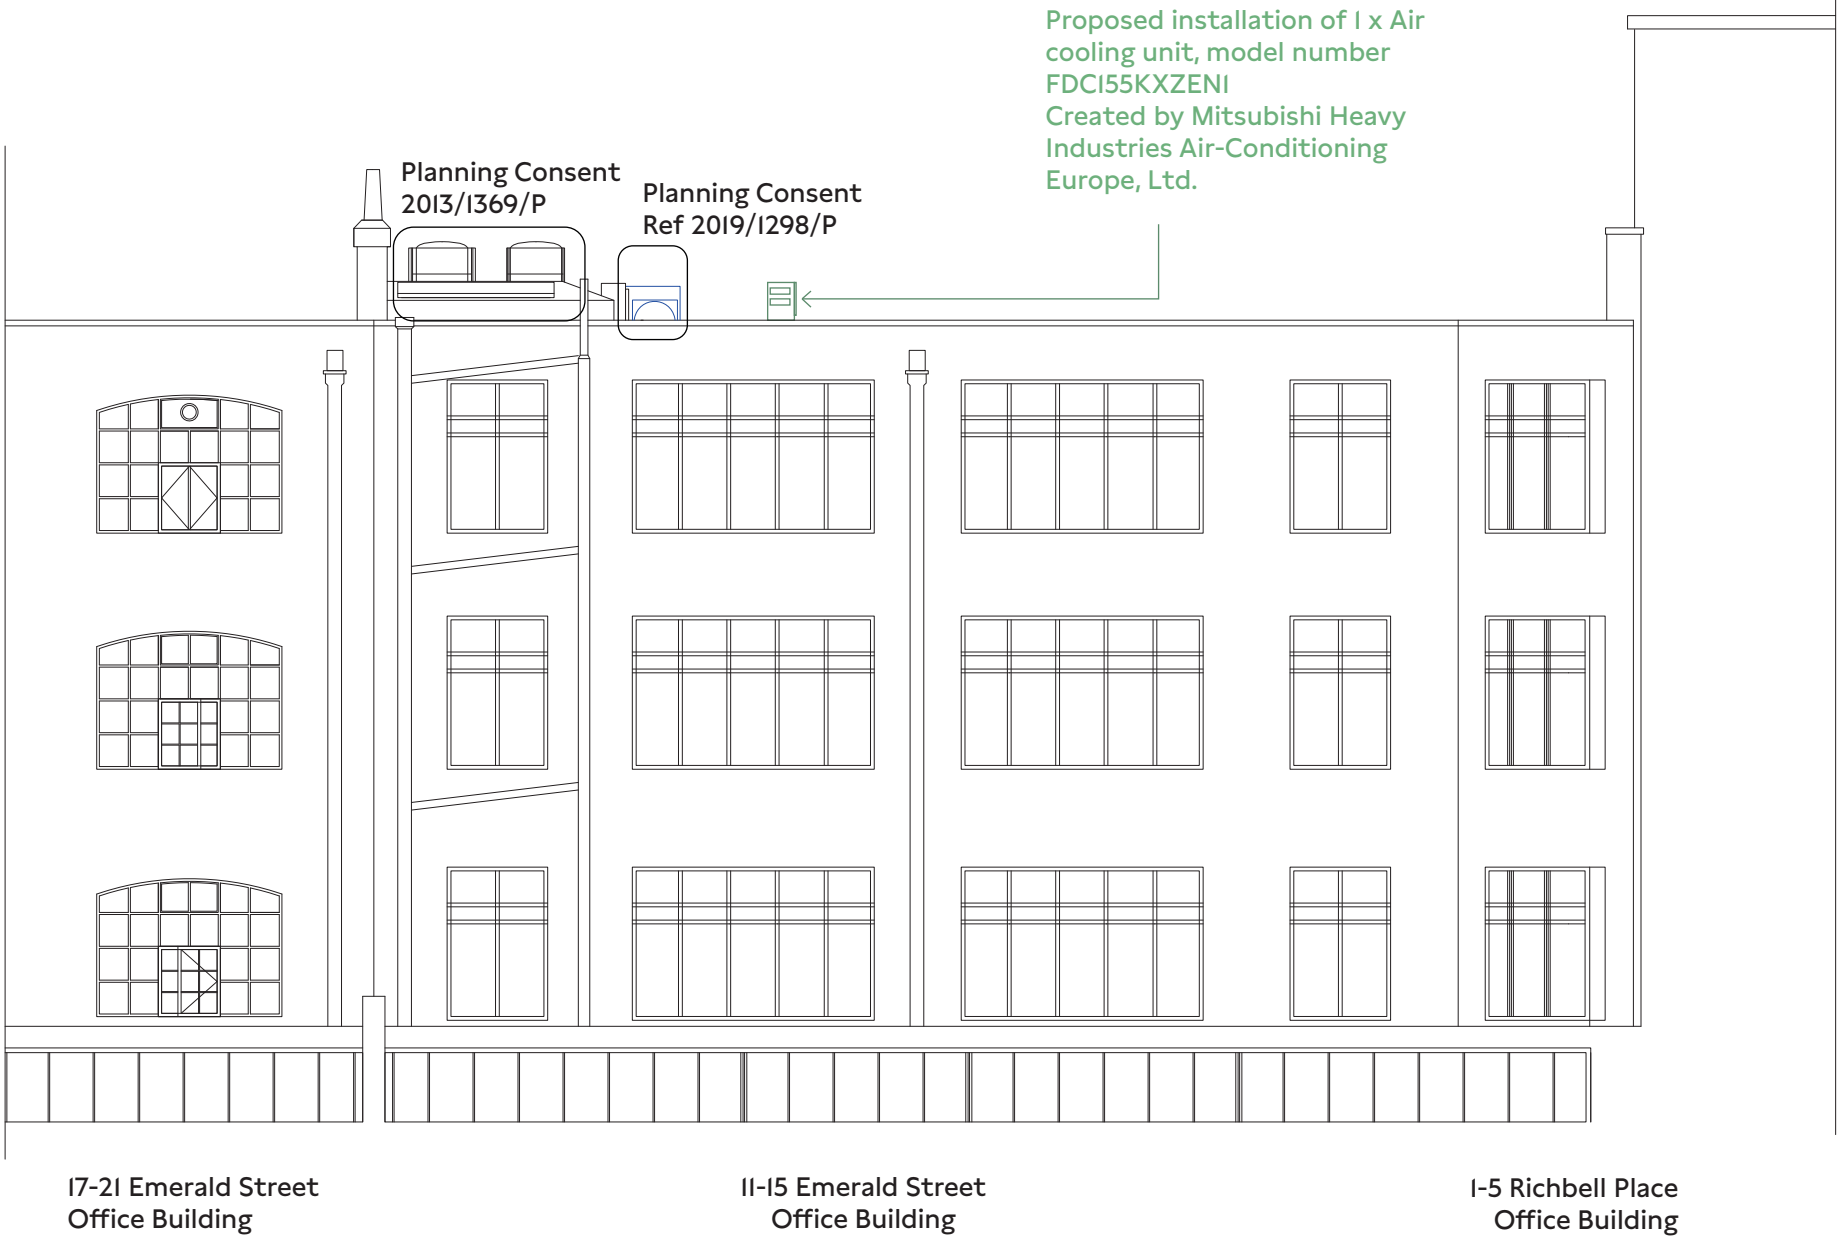 Proposed installation of 1 x Air
cooling unit, model number
FDC155KXZEN1
Created by Mitsubishi Heavy
Industries Air-Conditioning
Europe, Ltd.
Planning Consent
2013/1369/P
Planning Consent
Ref 2019/1298/P
17-21 Emerald Street
Office Building
11-15 Emerald Street
Office Building
1-5 Richbell Place
Office Building